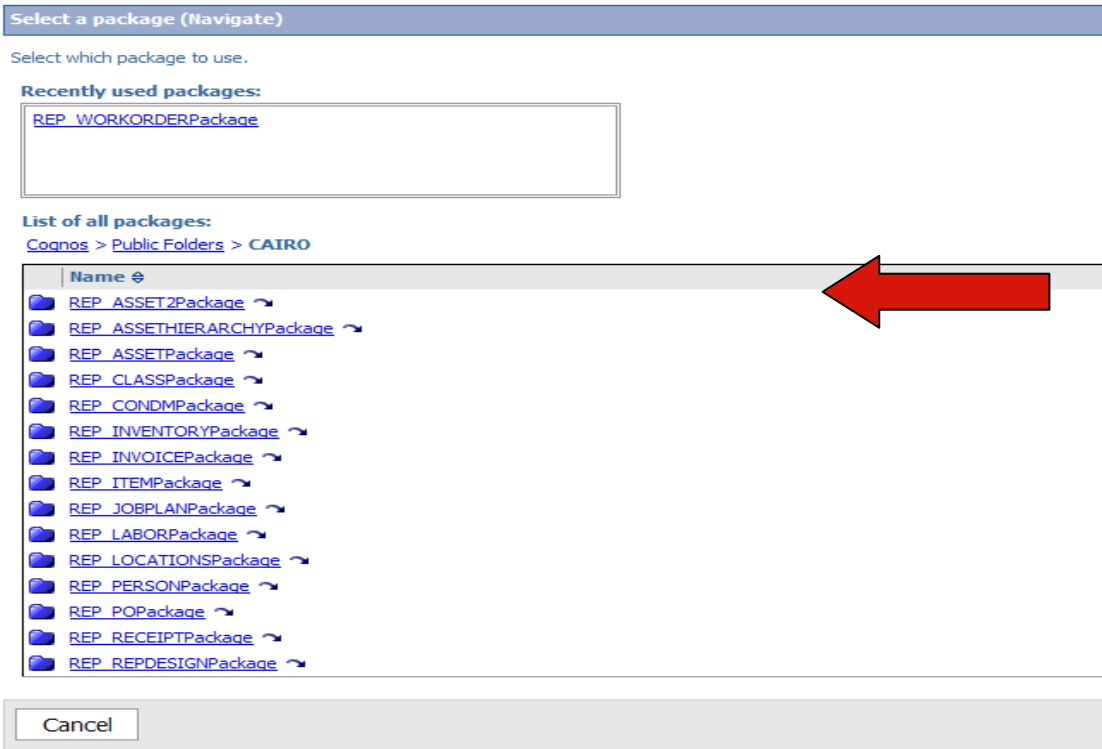 Select a package (Navigate)
Select which package to use.
Recently used packages:
REP_WORKORDERPackage
List of all packages:
Cognos > Public Folders > CAIRO
Name
REP_ASSET2Package
REP_ASSETHIERARCHYPackage
REP_ASSETPackage
REP_CLASSPackage
REP_CONDMPackage
REP_INVENTORYPackage
REP_INVOICEPackage
REP_ITEMPackage
REP_JOBPLANPackage
REP_LABORPackage
REP_LOCATIONSPackage
REP_PERSONPackage
REP_POPackage
REP_RECEIPTPackage
REP_REPDESIGNPackage
Cancel